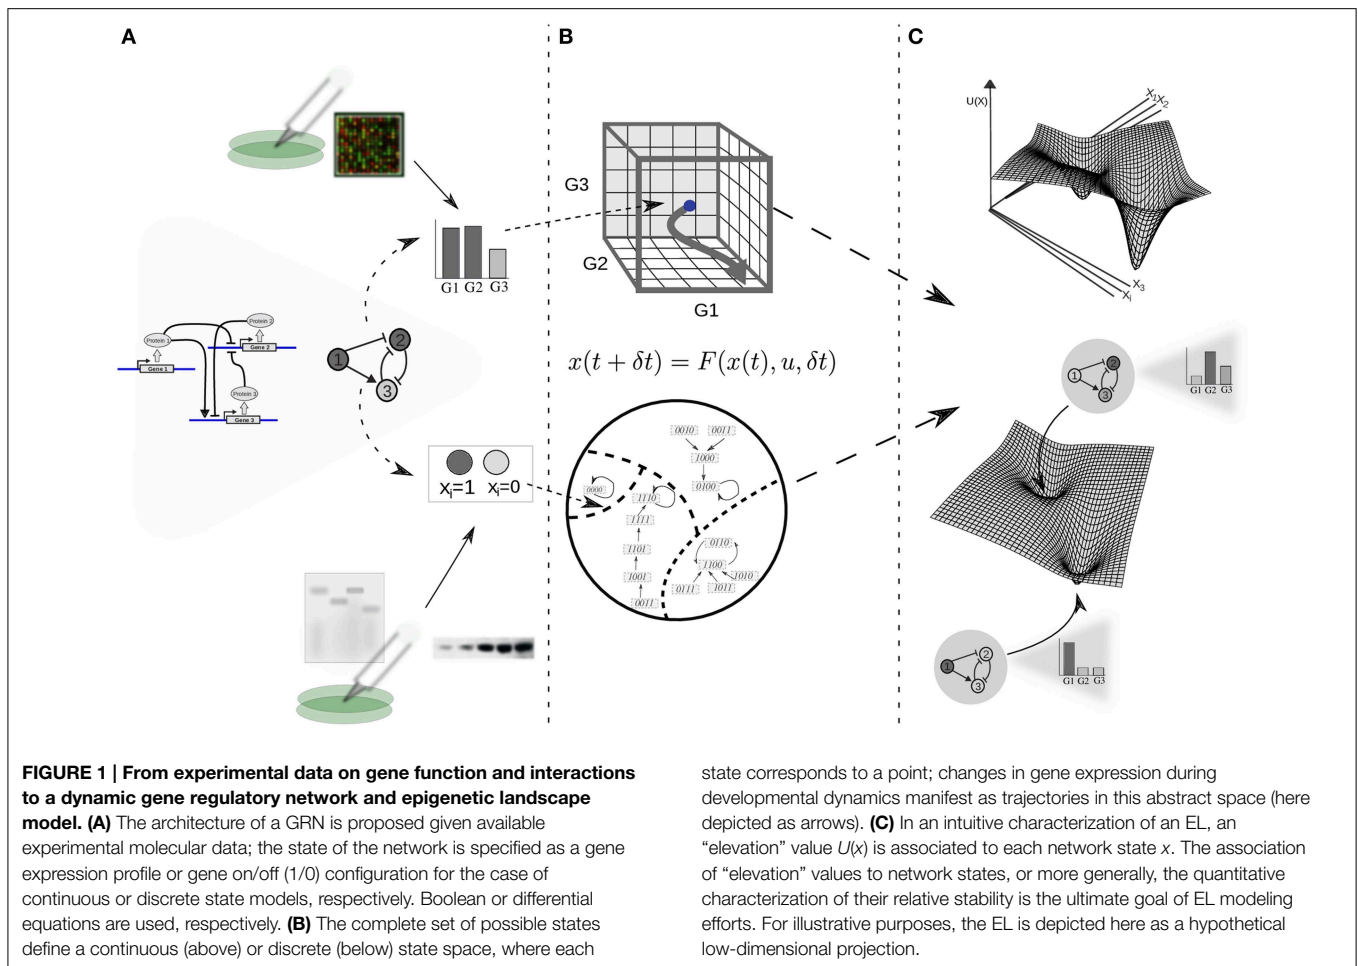 A
B
C
U(X)
X1X2
X3
Xi
G3
G2
G1
G1 G2 G3
Protein 1
Protein 2
Gene 1
Gene 2
Protein 3
Gene 3
1
2
3
x(t + δt) = F(x(t), u, δt)
xi=1 xi=0
0010 0011
1000
0100
0000
1110
1111
1101
1001
0011
0110
1100
1010
0111 1011
1
2
3
G1 G2 G3
1
2
3
G1 G2 G3
FIGURE 1 | From experimental data on gene function and interactions
to a dynamic gene regulatory network and epigenetic landscape
model. (A) The architecture of a GRN is proposed given available
experimental molecular data; the state of the network is specified as a gene
expression profile or gene on/off (1/0) configuration for the case of
continuous or discrete state models, respectively. Boolean or differential
equations are used, respectively. (B) The complete set of possible states
define a continuous (above) or discrete (below) state space, where each
state corresponds to a point; changes in gene expression during
developmental dynamics manifest as trajectories in this abstract space (here
depicted as arrows). (C) In an intuitive characterization of an EL, an
“elevation” value U(x) is associated to each network state x. The association
of “elevation” values to network states, or more generally, the quantitative
characterization of their relative stability is the ultimate goal of EL modeling
efforts. For illustrative purposes, the EL is depicted here as a hypothetical
low-dimensional projection.